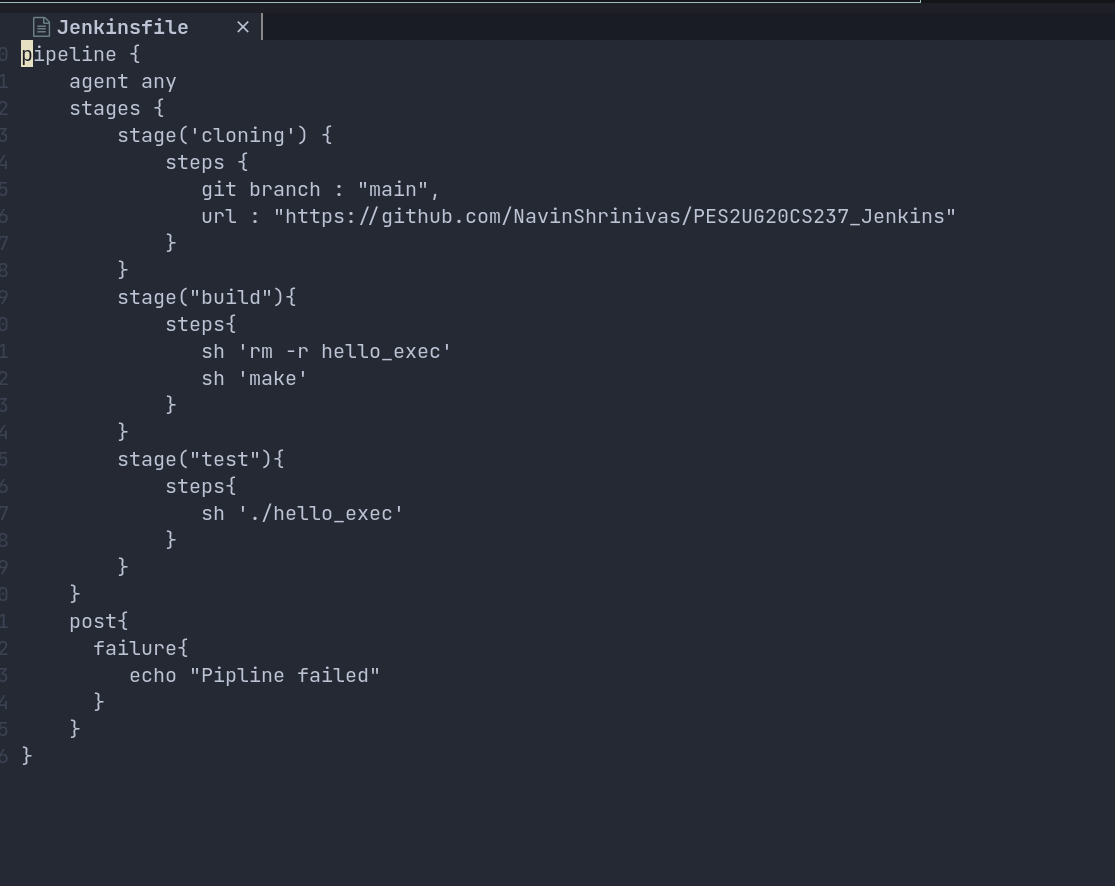 Jenkinsfile ×
0 pipeline {
1     agent any
2     stages {
3         stage('cloning') {
4             steps {
5                git branch : "main",
6                url : "https://github.com/NavinShrinivas/PES2UG20CS237_Jenkins"
7             }
8         }
9         stage("build"){
0             steps{
1                sh 'rm -r hello_exec'
2                sh 'make'
3             }
4         }
5         stage("test"){
6             steps{
7                sh './hello_exec'
8             }
9         }
0     }
1     post{
2       failure{
3          echo "Pipline failed"
4       }
5     }
6 }